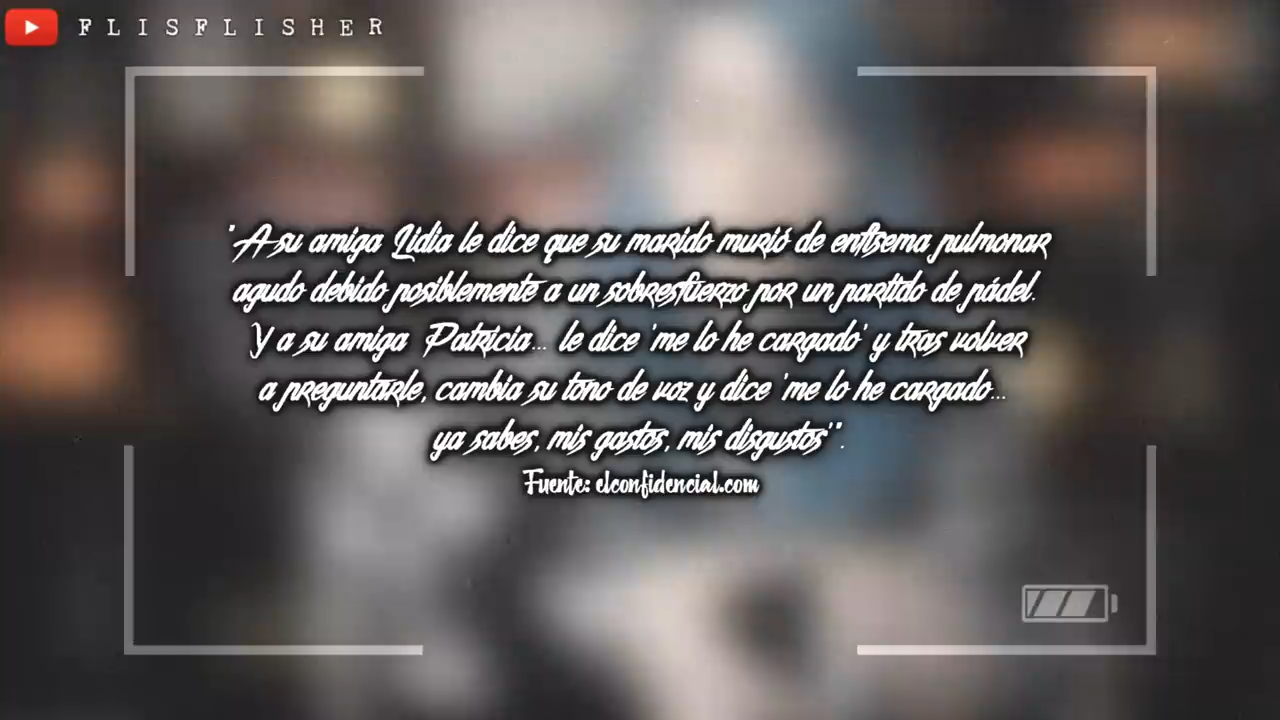 FLISFLISHER
"A su amiga Lidia le dice que su marido murió de enfisema pulmonar
agudo debido posiblemente a un sobresfuerzo por un partido de pádel.
Y a su amiga Patricia... le dice 'me lo he cargado' y tras volver
a preguntarle, cambia su tono de voz y dice 'me lo he cargado...
ya sabes, mis gastos, mis disgustos'".
Fuente: elconfidencial.com